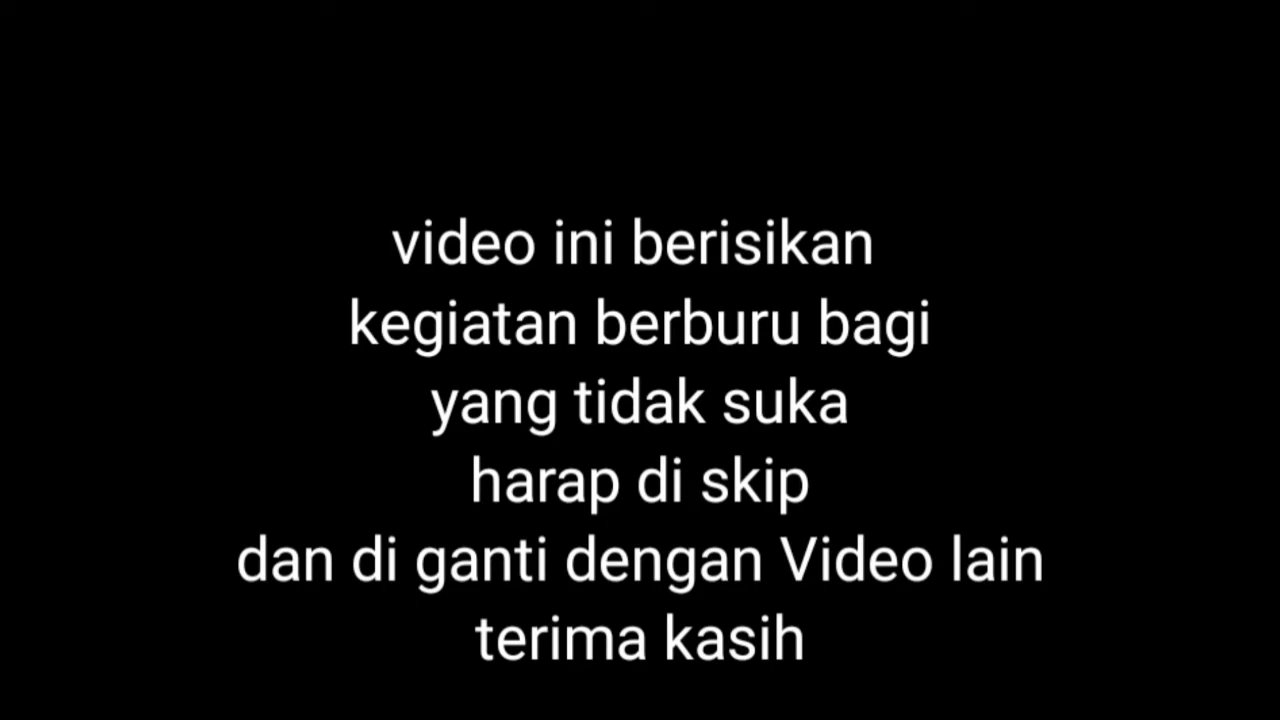 video ini berisikan
kegiatan berburu bagi
yang tidak suka
harap di skip
dan di ganti dengan Video lain
terima kasih